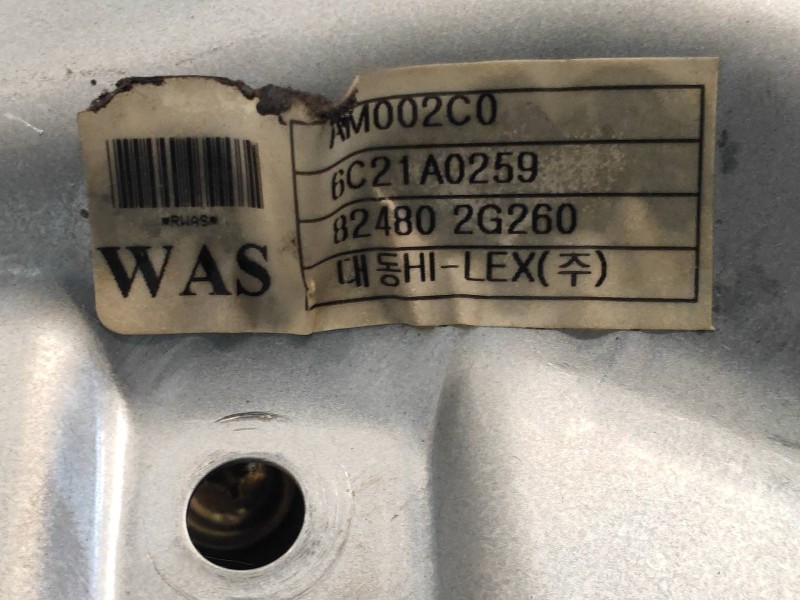 AM002C0
6C21A0259
82480 2G260
대동HI-LEX(주)
*RWAS*
WAS